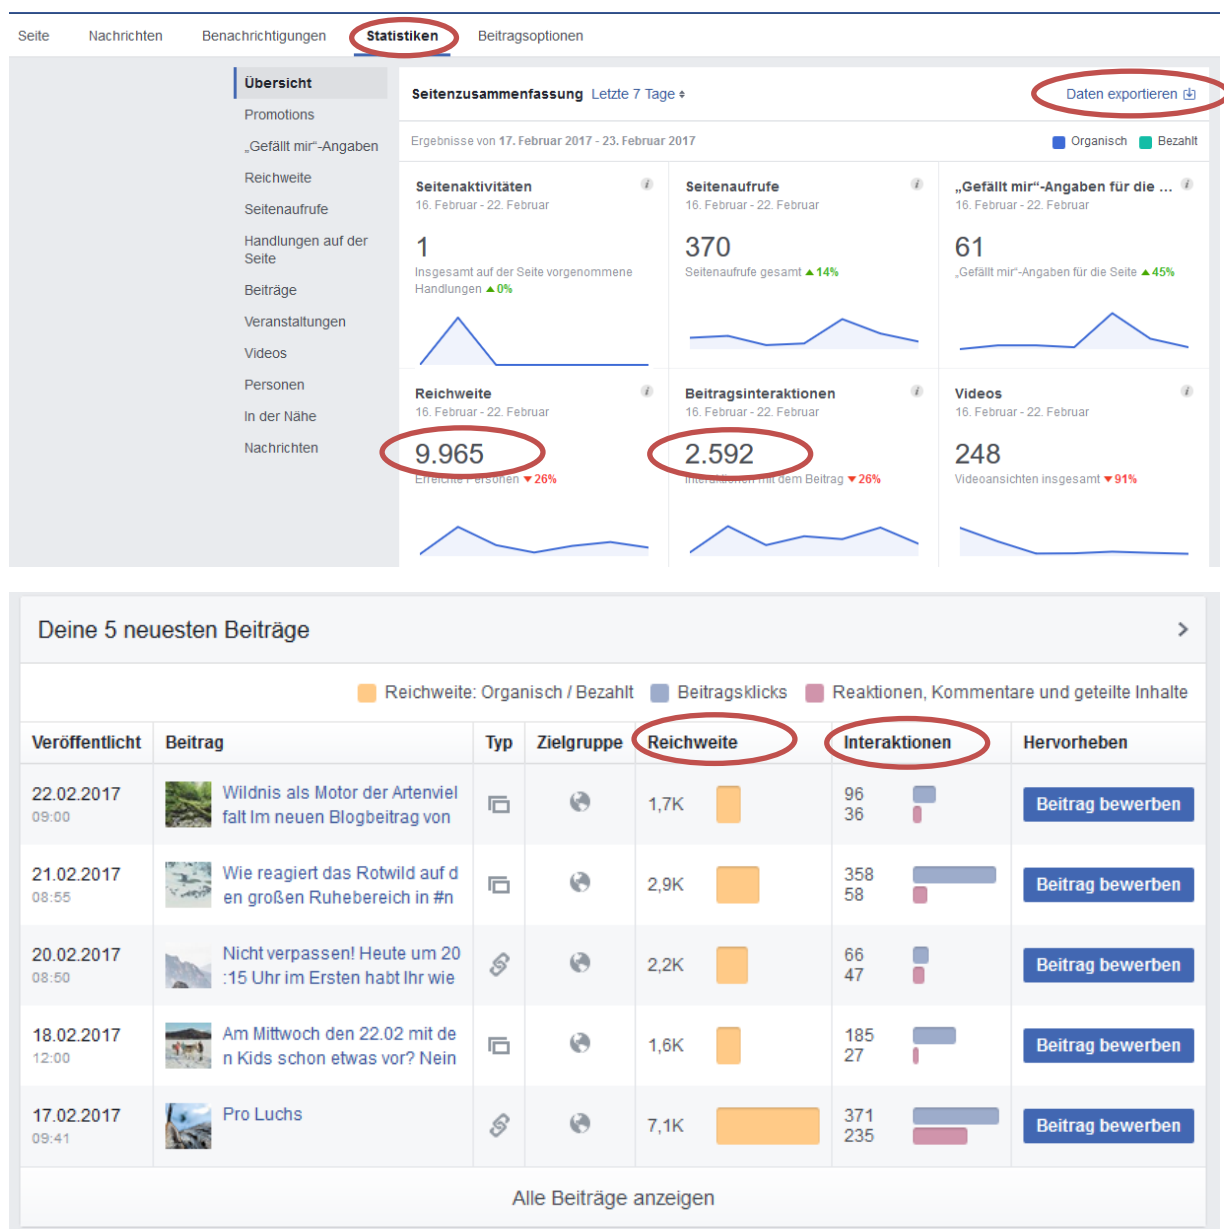 Seite Nachrichten Benachrichtigungen Statistiken Beitragsoptionen
Übersicht
Promotions
„Gefällt mir“-Angaben
Reichweite
Seitenaufrufe
Handlungen auf der
Seite
Beiträge
Veranstaltungen
Videos
Personen
In der Nähe
Nachrichten
Seitenzusammenfassung Letzte 7 Tage
Daten exportieren
Ergebnisse von 17. Februar 2017 - 23. Februar 2017
Organisch Bezahlt
Seitenaktivitäten
16. Februar - 22. Februar
1
Insgesamt auf der Seite vorgenommene
Handlungen ▲0%
Seitenaufrufe
16. Februar - 22. Februar
370
Seitenaufrufe gesamt ▲14%
„Gefällt mir“-Angaben für die ...
16. Februar - 22. Februar
61
„Gefällt mir“-Angaben für die Seite ▲45%
Reichweite
16. Februar - 22. Februar
9.965
Erreichte Personen ▼26%
Beitragsinteraktionen
16. Februar - 22. Februar
2.592
Interaktionen mit dem Beitrag ▼26%
Videos
16. Februar - 22. Februar
248
Videoansichten insgesamt ▼91%
Deine 5 neuesten Beiträge
Reichweite: Organisch / Bezahlt Beitragsklicks Reaktionen, Kommentare und geteilte Inhalte
Veröffentlicht Beitrag Typ Zielgruppe Reichweite Interaktionen Hervorheben
22.02.2017
09:00
Wildnis als Motor der Artenviel
falt Im neuen Blogbeitrag von
1,7K
96
36
Beitrag bewerben
21.02.2017
08:55
Wie reagiert das Rotwild auf d
en großen Ruhebereich in #n
2,9K
358
58
Beitrag bewerben
20.02.2017
08:50
Nicht verpassen! Heute um 20
:15 Uhr im Ersten habt Ihr wie
2,2K
66
47
Beitrag bewerben
18.02.2017
12:00
Am Mittwoch den 22.02 mit de
n Kids schon etwas vor? Nein
1,6K
185
27
Beitrag bewerben
17.02.2017
09:41
Pro Luchs
7,1K
371
235
Beitrag bewerben
Alle Beiträge anzeigen